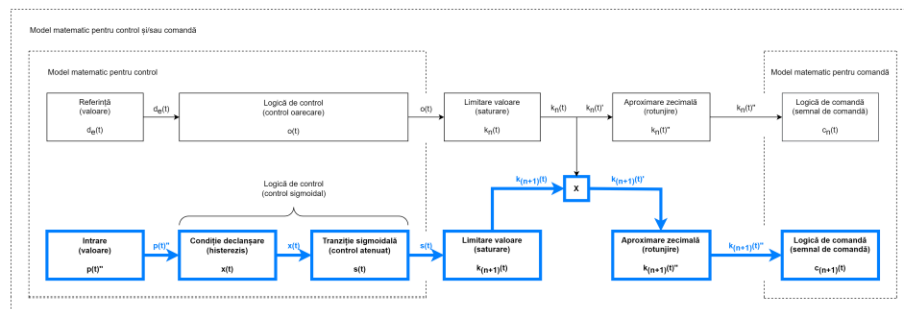 Model matematic pentru control și/sau comandă
Model matematic pentru control
Model matematic pentru comandă
Referință
(valoare)
de(t)
de(t)
Logică de control
(control oarecare)
o(t)
o(t)
Limitare valoare
(saturare)
kn(t)
kn(t)
kn(t)'
Aproximare zecimală
(rotunjire)
kn(t)"
kn(t)"
Logică de comandă
(semnal de comandă)
cn(t)
Logică de control
(control sigmoidal)
k(n+1)(t)
x
k(n+1)(t)'
Intrare
(valoare)
p(t)"
p(t)"
Condiție declanșare
(histerezis)
x(t)
x(t)
Tranziție sigmoidală
(control atenuat)
s(t)
s(t)
Limitare valoare
(roturjire)
k(n+1)(t)
Aproximare zecimală
(roturjire)
k(n+1)(t)"
k(n+1)(t)"
Logică de comandă
(semnal de comandă)
c(n+1)(t)